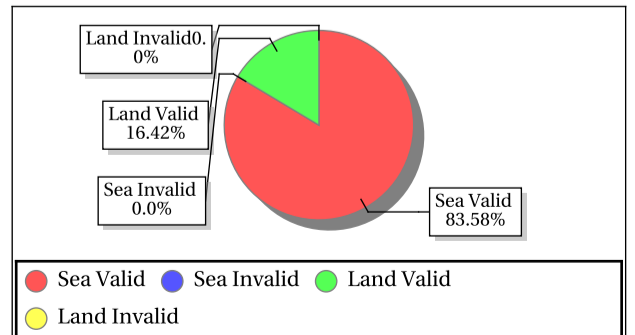 Land Invalid0.
0%
Land Valid
16.42%
Sea Invalid
0.0%
Sea Valid
83.58%
Sea Valid
Sea Invalid
Land Valid
Land Invalid